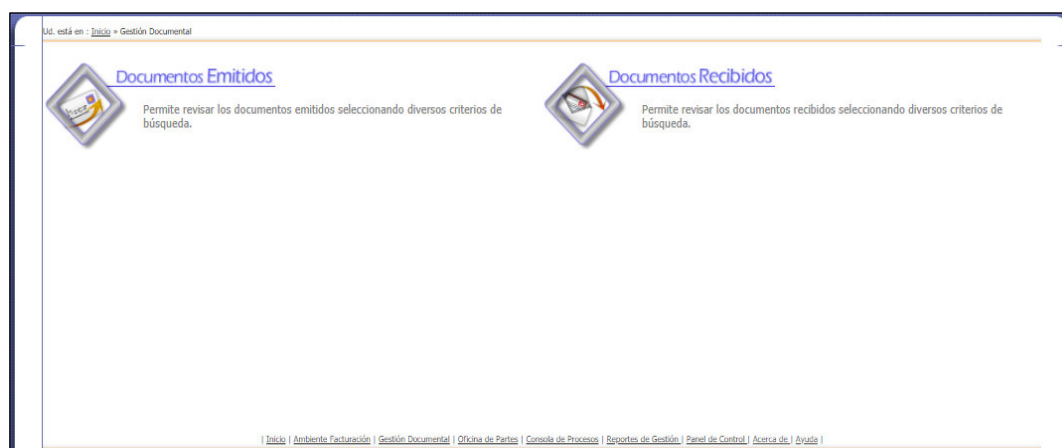 Ud. está en : Inicio » Gestión Documental
Documentos Emitidos
Permite revisar los documentos emitidos seleccionando diversos criterios de
búsqueda.
Documentos Recibidos
Permite revisar los documentos recibidos seleccionando diversos criterios de
búsqueda.
| Inicio | Ambiente Facturación | Gestión Documental | Oficina de Partes | Consola de Procesos | Reportes de Gestión | Panel de Control | Acerca de | Ayuda |